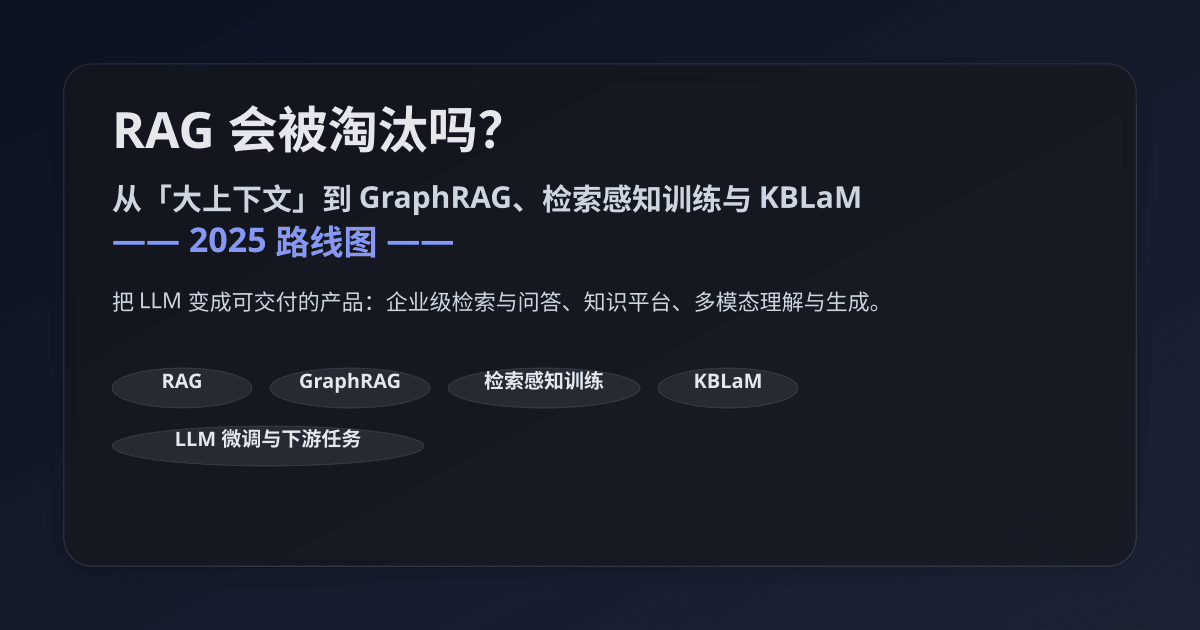 RAG 会被淘汰吗？
从「大上下文」到 GraphRAG、检索感知训练与 KBLaM
—— 2025 路线图 ——
把 LLM 变成可交付的产品：企业级检索与问答、知识平台、多模态理解与生成。
RAG GraphRAG 检索感知训练 KBLaM
LLM 微调与下游任务